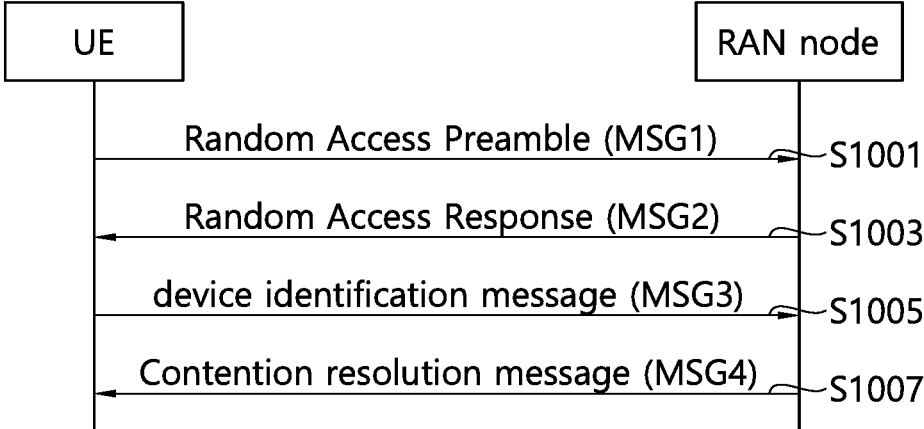 UE
RAN node
Random Access Preamble (MSG1)
S1001
Random Access Response (MSG2)
S1003
device identification message (MSG3)
S1005
Contention resolution message (MSG4)
S1007